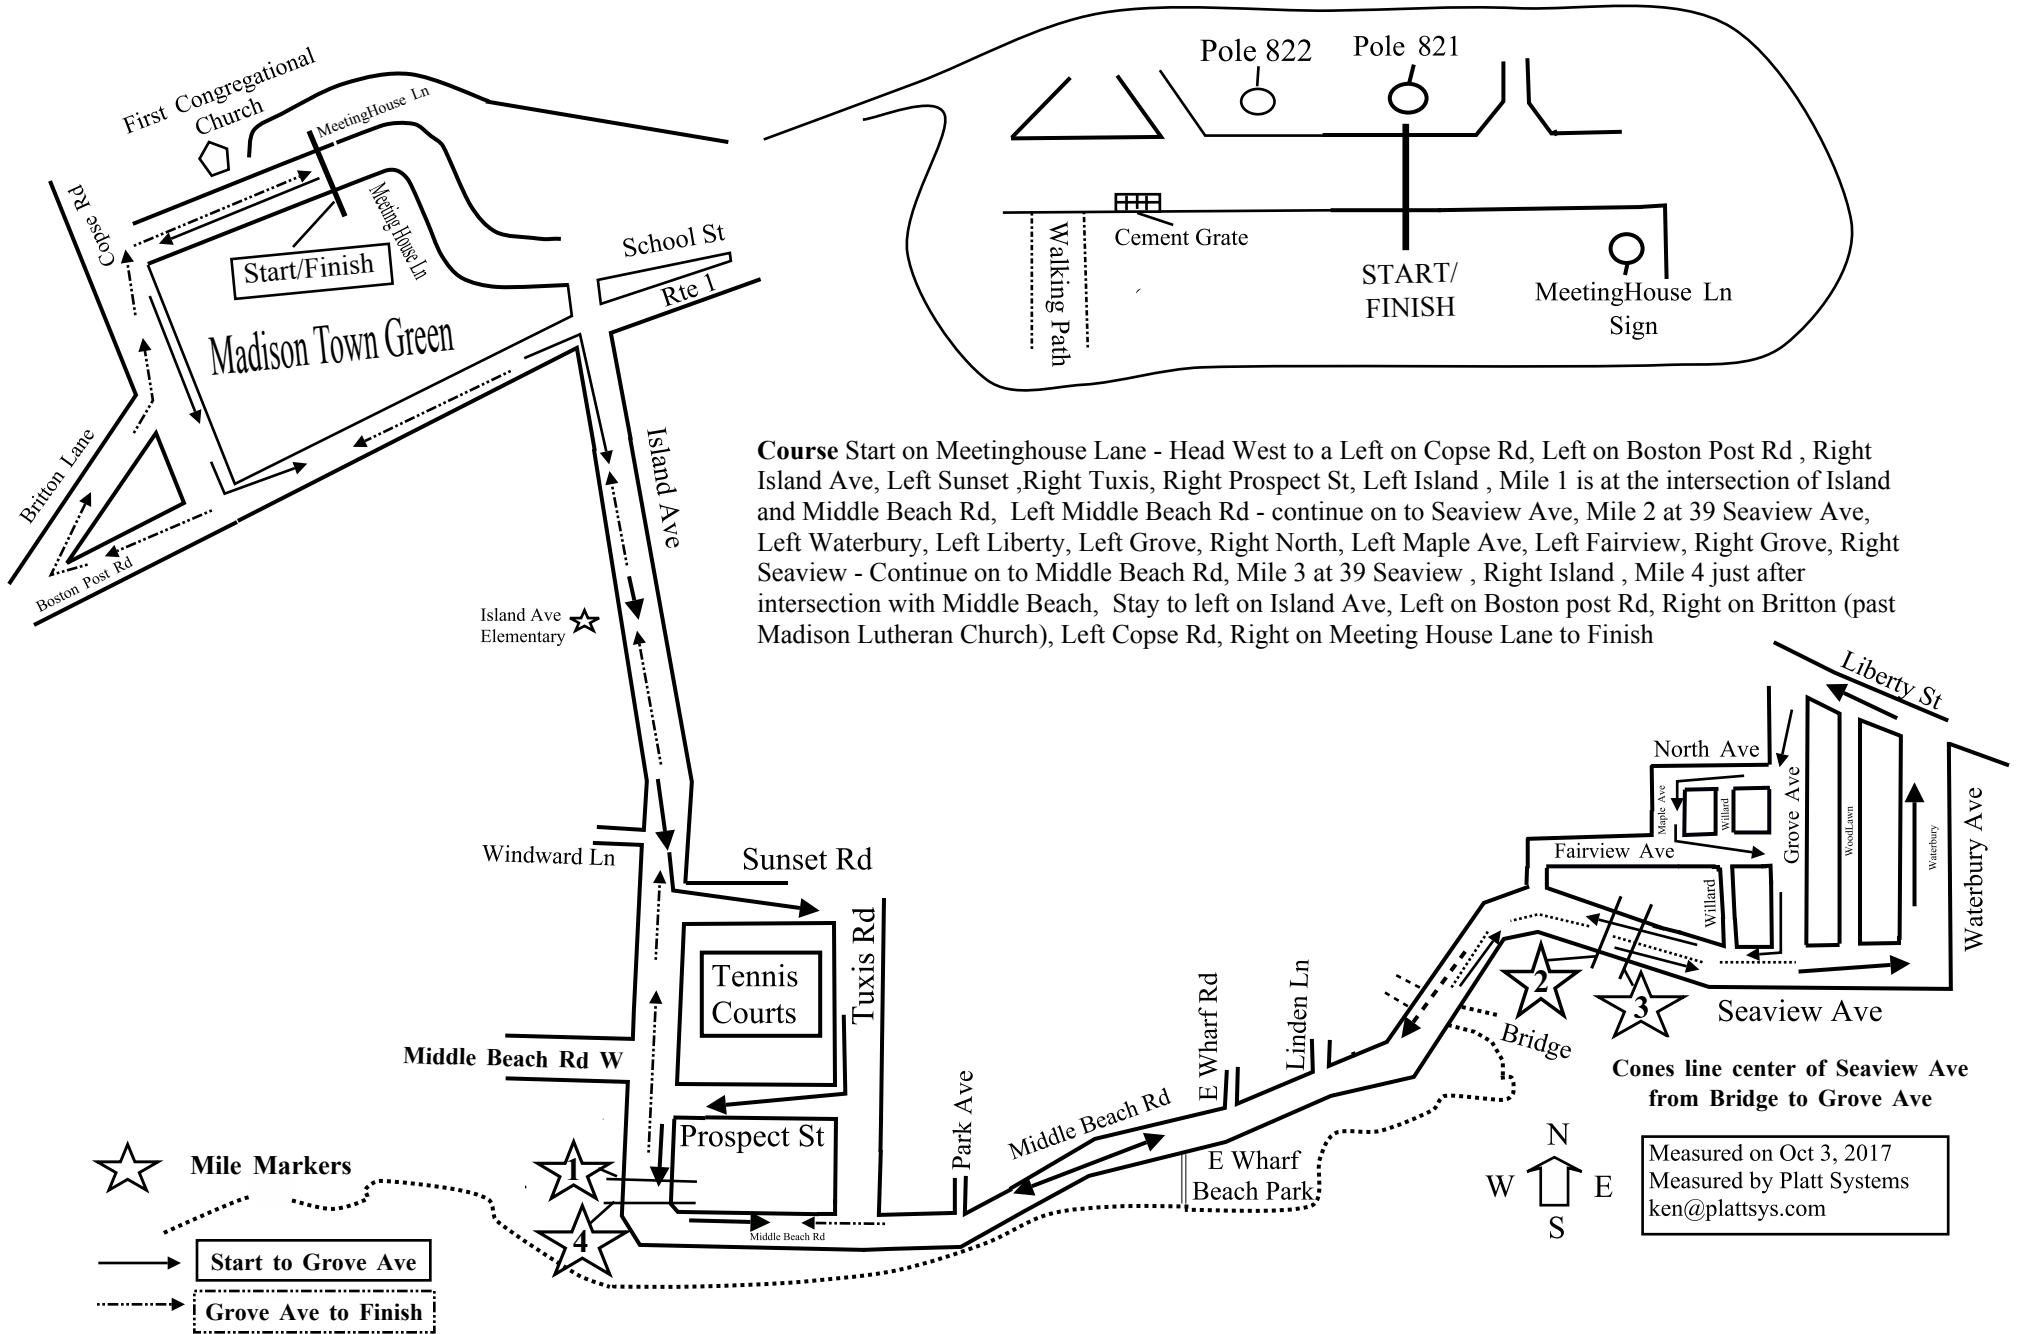 First Congregational
Church
MeetingHouse Ln
Copse Rd
Meeting House Ln
Start/Finish
School St
Rte 1
Madison Town Green
Britton Lane
Boston Post Rd
Island Ave
Pole 822
Pole 821
Cement Grate
Walking Path
START/
FINISH
MeetingHouse Ln
Sign
Course Start on Meetinghouse Lane - Head West to a Left on Copse Rd, Left on Boston Post Rd , Right
Island Ave, Left Sunset ,Right Tuxis, Right Prospect St, Left Island , Mile 1 is at the intersection of Island
and Middle Beach Rd, Left Middle Beach Rd - continue on to Seaview Ave, Mile 2 at 39 Seaview Ave,
Left Waterbury, Left Liberty, Left Grove, Right North, Left Maple Ave, Left Fairview, Right Grove, Right
Seaview - Continue on to Middle Beach Rd, Mile 3 at 39 Seaview , Right Island , Mile 4 just after
intersection with Middle Beach, Stay to left on Island Ave, Left on Boston post Rd, Right on Britton (past
Madison Lutheran Church), Left Copse Rd, Right on Meeting House Lane to Finish
Island Ave
Elementary
Windward Ln
Sunset Rd
Tuxis Rd
Tennis
Courts
Middle Beach Rd W
Prospect St
1
4
Middle Beach Rd
Park Ave
Middle Beach Rd
E Wharf Rd
Linden Ln
E Wharf
Beach Park
Bridge
2
3
Liberty St
North Ave
Maple Ave
Willard
Grove Ave
WoodLawn
Waterbury
Waterbury Ave
Fairview Ave
Willard
Seaview Ave
Cones line center of Seaview Ave
from Bridge to Grove Ave
N
W
E
S
Measured on Oct 3, 2017
Measured by Platt Systems
ken@plattsys.com
Mile Markers
Start to Grove Ave
Grove Ave to Finish